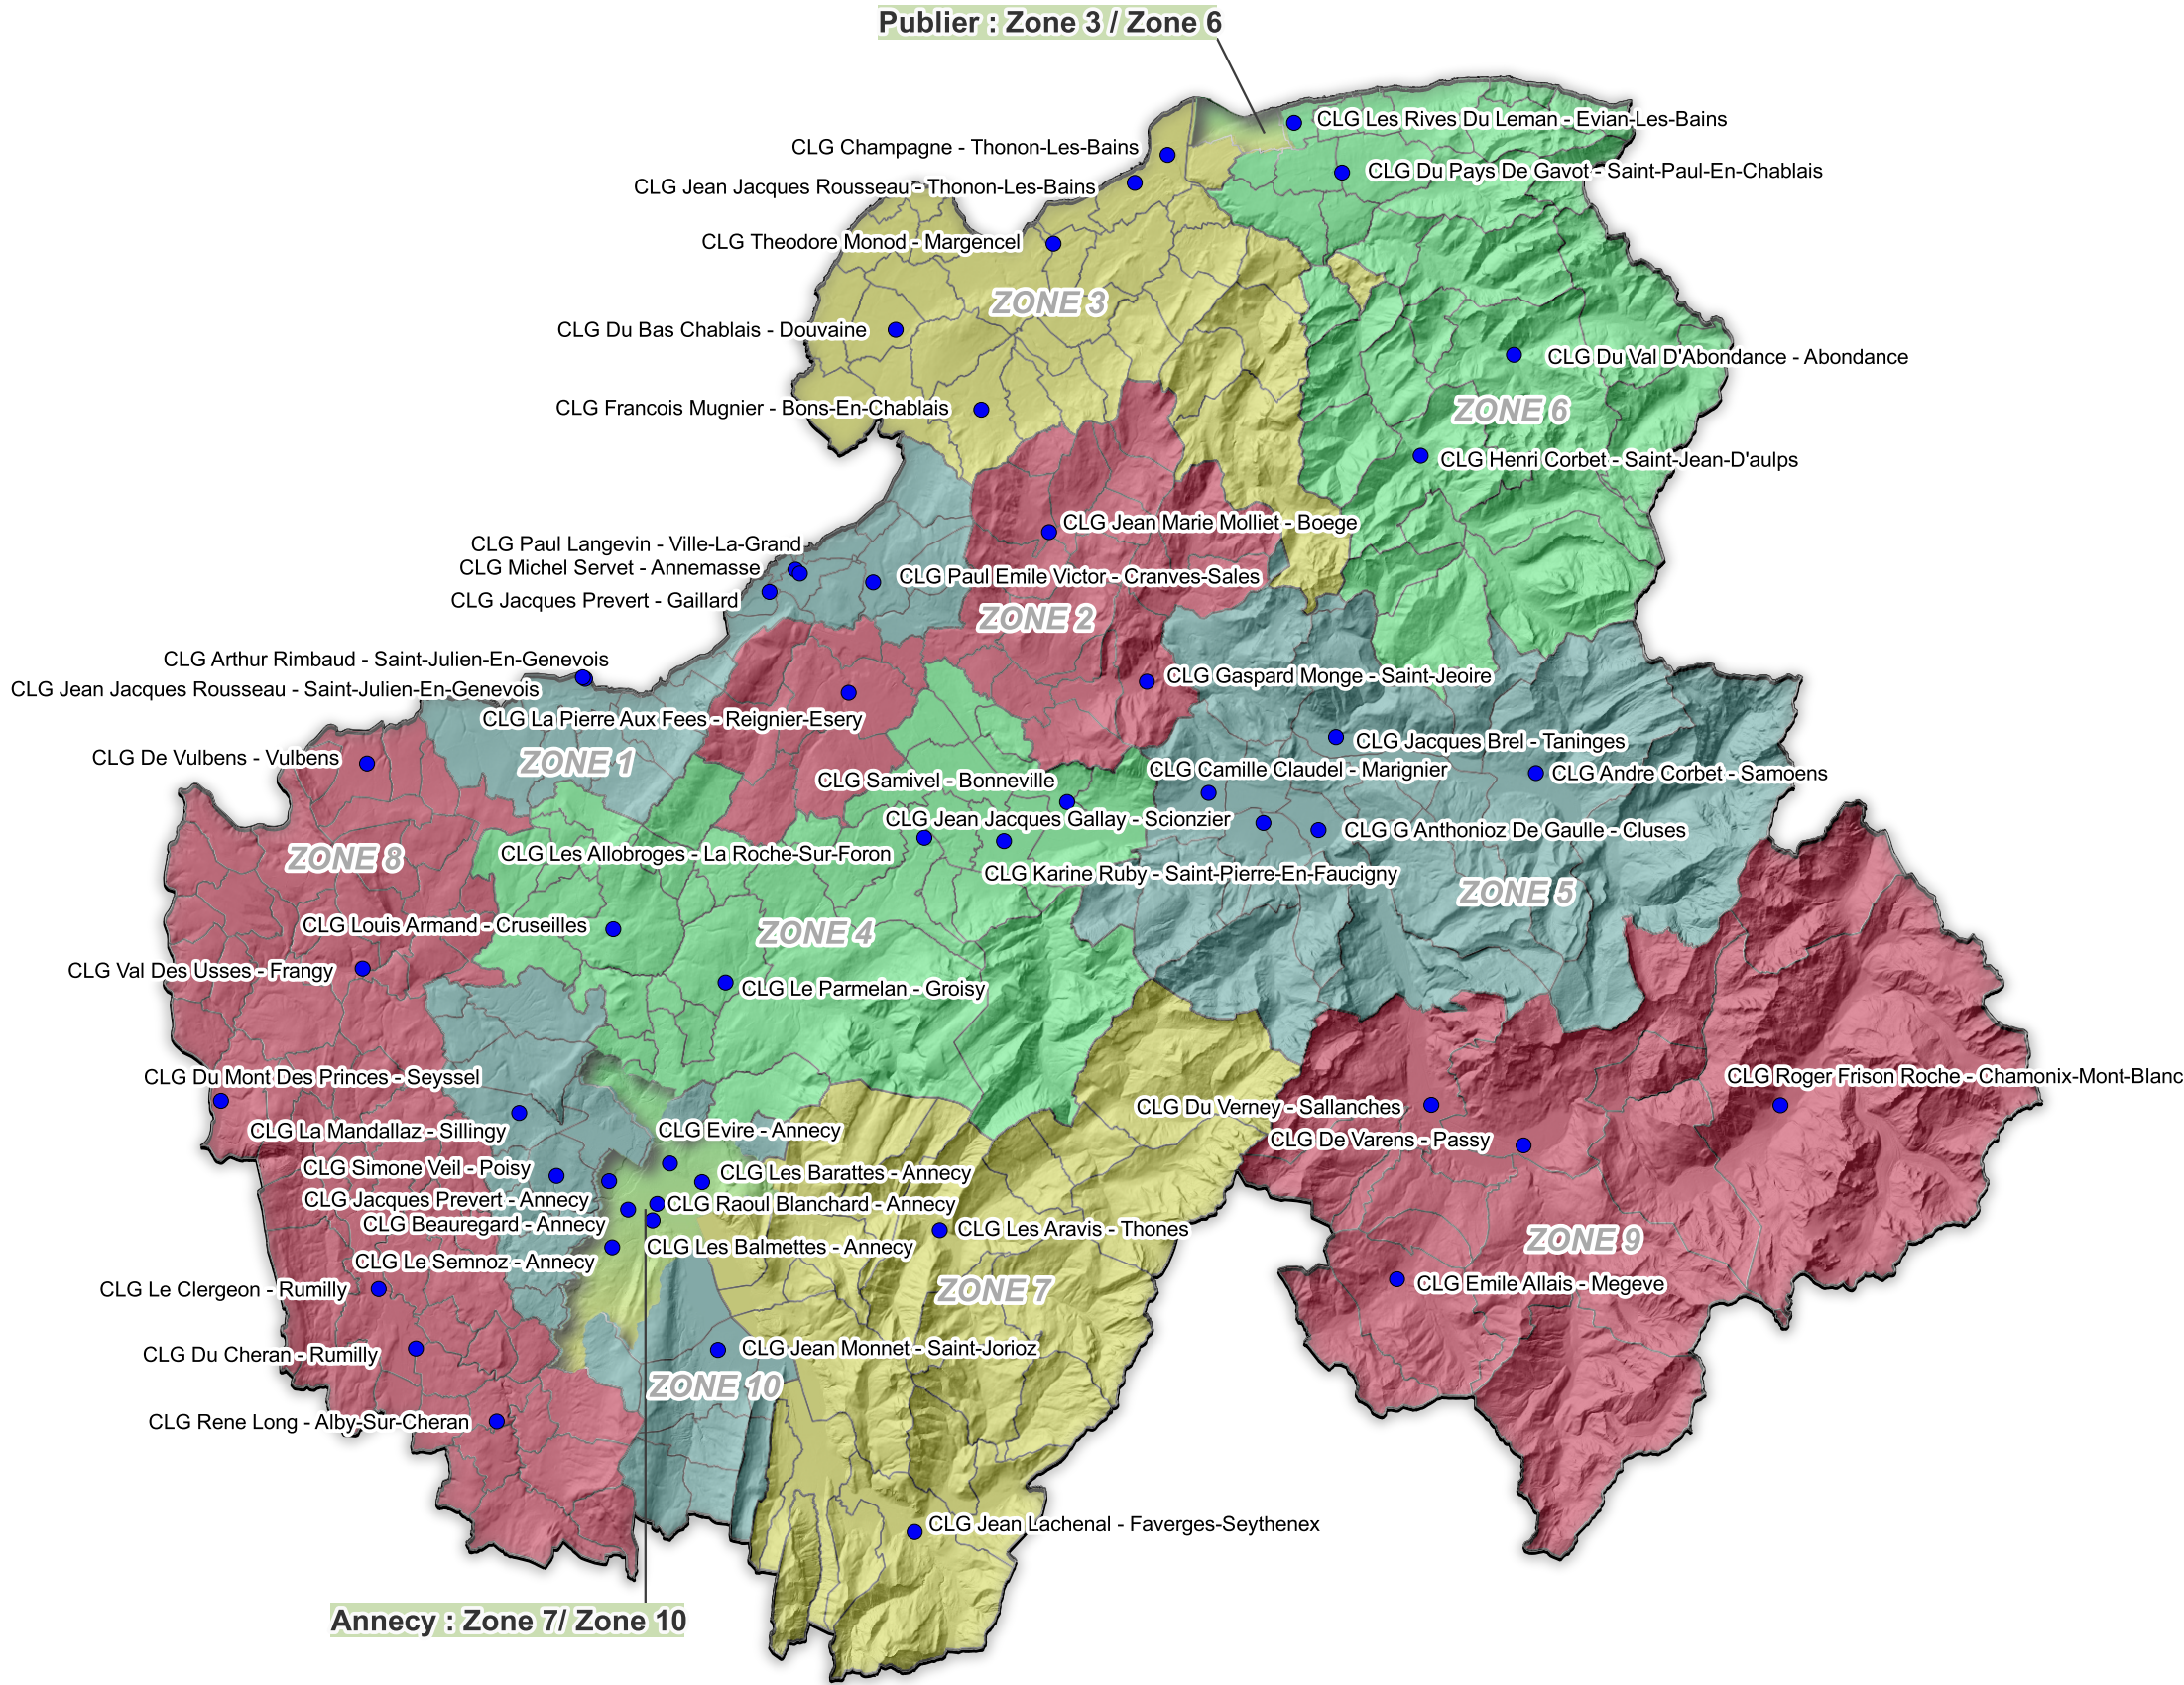 Publier : Zone 3 / Zone 6
CLG Les Rives Du Leman - Evian-Les-Bains
CLG Champagne - Thonon-Les-Bains
CLG Du Pays De Gavot - Saint-Paul-En-Chablais
CLG Jean Jacques Rousseau - Thonon-Les-Bains
CLG Theodore Monod - Margencel
ZONE 3
CLG Du Bas Chablais - Douvaine
CLG Du Val D'Abondance - Abondance
CLG Francois Mugnier - Bons-En-Chablais
ZONE 6
CLG Henri Corbet - Saint-Jean-D'aulps
CLG Jean Marie Molliet - Boege
CLG Paul Langevin - Ville-La-Grand
CLG Michel Servet - Annemasse
CLG Paul Emile Victor - Cranves-Sales
CLG Jacques Prevert - Gaillard
ZONE 2
CLG Arthur Rimbaud - Saint-Julien-En-Genevois
CLG Gaspard Monge - Saint-Jeoire
CLG Jean Jacques Rousseau - Saint-Julien-En-Genevois
CLG La Pierre Aux Fees - Reignier-Esery
CLG Jacques Brel - Taninges
CLG De Vulbens - Vulbens
ZONE 1
CLG Camille Claudel - Marignier
CLG Andre Corbet - Samoens
CLG Samivel - Bonneville
CLG Jean Jacques Gallay - Scionzier
CLG G Anthonioz De Gaulle - Cluses
CLG Les Allobroges - La Roche-Sur-Foron
ZONE 8
CLG Karine Ruby - Saint-Pierre-En-Faucigny
ZONE 5
CLG Louis Armand - Cruseilles
ZONE 4
CLG Val Des Usses - Frangy
CLG Le Parmelan - Groisy
CLG Du Mont Des Princes - Seyssel
CLG Roger Frison Roche - Chamonix-Mont-Blanc
CLG Du Verney - Sallanches
CLG La Mandallaz - Sillingy
CLG Evire - Annecy
CLG De Varens - Passy
CLG Simone Veil - Poisy
CLG Les Barattes - Annecy
CLG Jacques Prevert - Annecy
CLG Raoul Blanchard - Annecy
CLG Beauregard - Annecy
CLG Les Aravis - Thones
CLG Les Balmettes - Annecy
ZONE 9
CLG Le Semnoz - Annecy
CLG Le Clergeon - Rumilly
ZONE 7
CLG Emile Allais - Megeve
CLG Du Cheran - Rumilly
CLG Jean Monnet - Saint-Jorioz
ZONE 10
CLG Rene Long - Alby-Sur-Cheran
CLG Jean Lachenal - Faverges-Seythenex
Annecy : Zone 7/ Zone 10